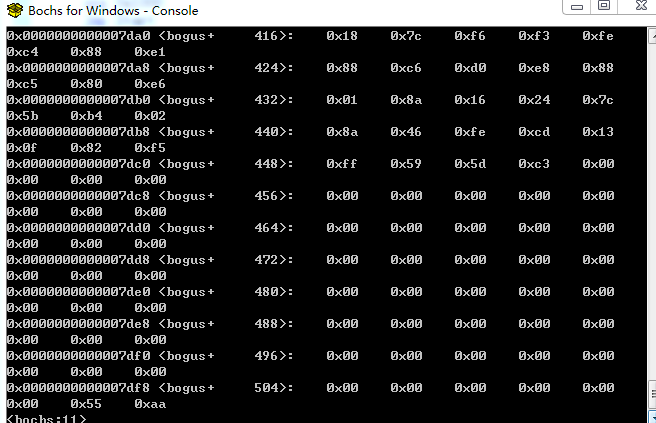 Bochs for Windows - Console
0x0000000000007da0 <bogus+ 416>: 0x18 0x7c 0xf6 0xf3 0xfe
0xc4 0x88 0xe1
0x0000000000007da8 <bogus+ 424>: 0x88 0xc6 0xd0 0xe8 0x88
0xc5 0x80 0xe6
0x0000000000007db0 <bogus+ 432>: 0x01 0x8a 0x16 0x24 0x7c
0x5b 0xb4 0x02
0x0000000000007db8 <bogus+ 440>: 0x8a 0x46 0xfe 0xcd 0x13
0x0f 0x82 0xf5
0x0000000000007dc0 <bogus+ 448>: 0xff 0x59 0x5d 0xc3 0x00
0x00 0x00 0x00
0x0000000000007dc8 <bogus+ 456>: 0x00 0x00 0x00 0x00 0x00
0x00 0x00 0x00
0x0000000000007dd0 <bogus+ 464>: 0x00 0x00 0x00 0x00 0x00
0x00 0x00 0x00
0x0000000000007dd8 <bogus+ 472>: 0x00 0x00 0x00 0x00 0x00
0x00 0x00 0x00
0x0000000000007de0 <bogus+ 480>: 0x00 0x00 0x00 0x00 0x00
0x00 0x00 0x00
0x0000000000007de8 <bogus+ 488>: 0x00 0x00 0x00 0x00 0x00
0x00 0x00 0x00
0x0000000000007df0 <bogus+ 496>: 0x00 0x00 0x00 0x00 0x00
0x00 0x00 0x00
0x0000000000007df8 <bogus+ 504>: 0x00 0x00 0x00 0x00 0x00
0x00 0x55 0xaa
<bochs:11>